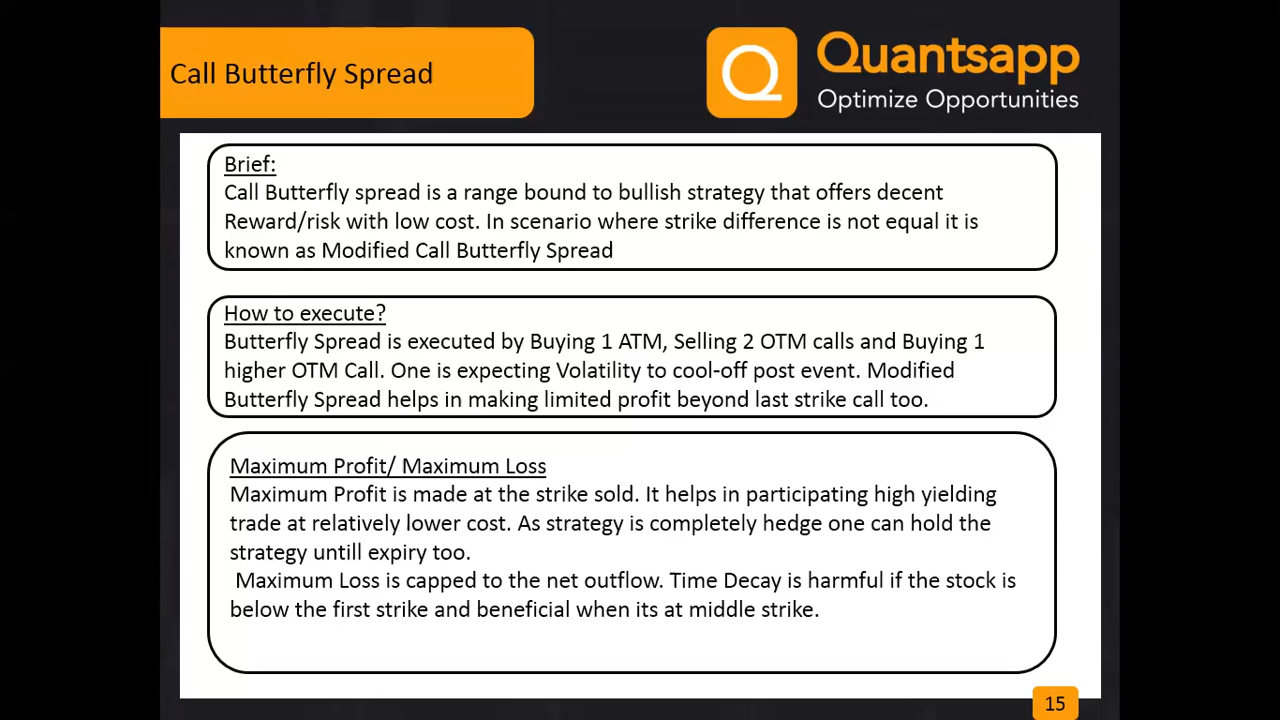 Call Butterfly Spread
Quantsapp
Optimize Opportunities
Brief:
Call Butterfly spread is a range bound to bullish strategy that offers decent
Reward/risk with low cost. In scenario where strike difference is not equal it is
known as Modified Call Butterfly Spread
How to execute?
Butterfly Spread is executed by Buying 1 ATM, Selling 2 OTM calls and Buying 1
higher OTM Call. One is expecting Volatility to cool-off post event. Modified
Butterfly Spread helps in making limited profit beyond last strike call too.
Maximum Profit/ Maximum Loss
Maximum Profit is made at the strike sold. It helps in participating high yielding
trade at relatively lower cost. As strategy is completely hedge one can hold the
strategy untill expiry too.
Maximum Loss is capped to the net outflow. Time Decay is harmful if the stock is
below the first strike and beneficial when its at middle strike.
15